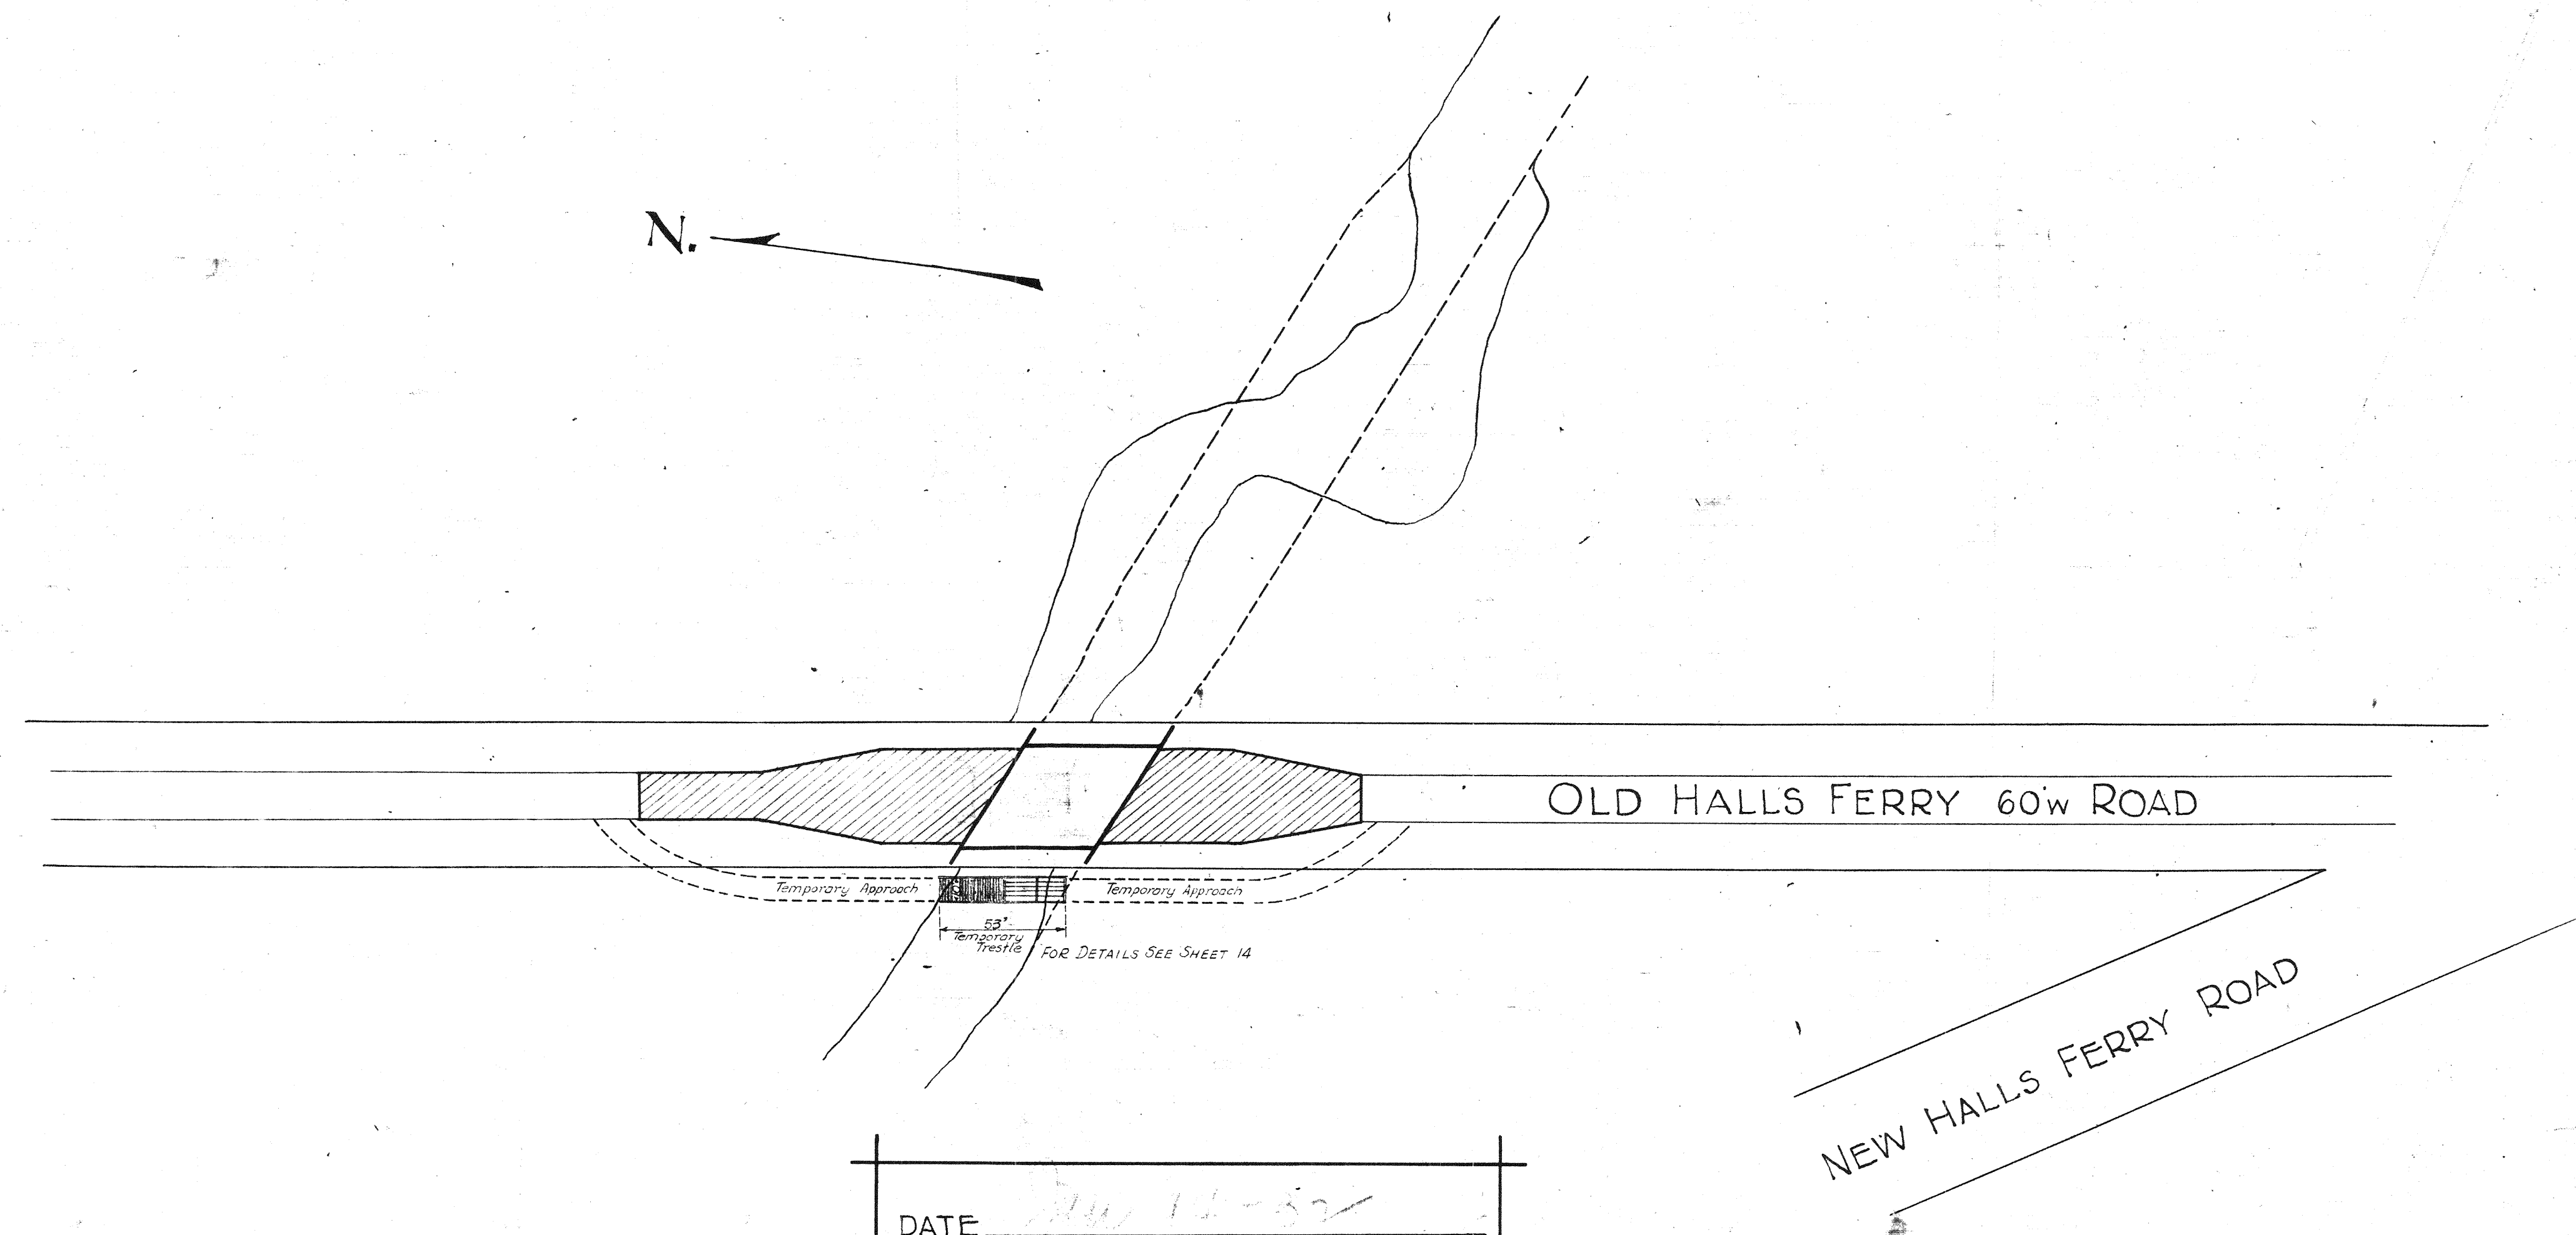 N.
OLD HALLS FERRY 60'W ROAD
Temporary Approach
Temporary Approach
53'
Temporary
Trestle
FOR DETAILS SEE SHEET 14
NEW HALLS FERRY ROAD
DATE